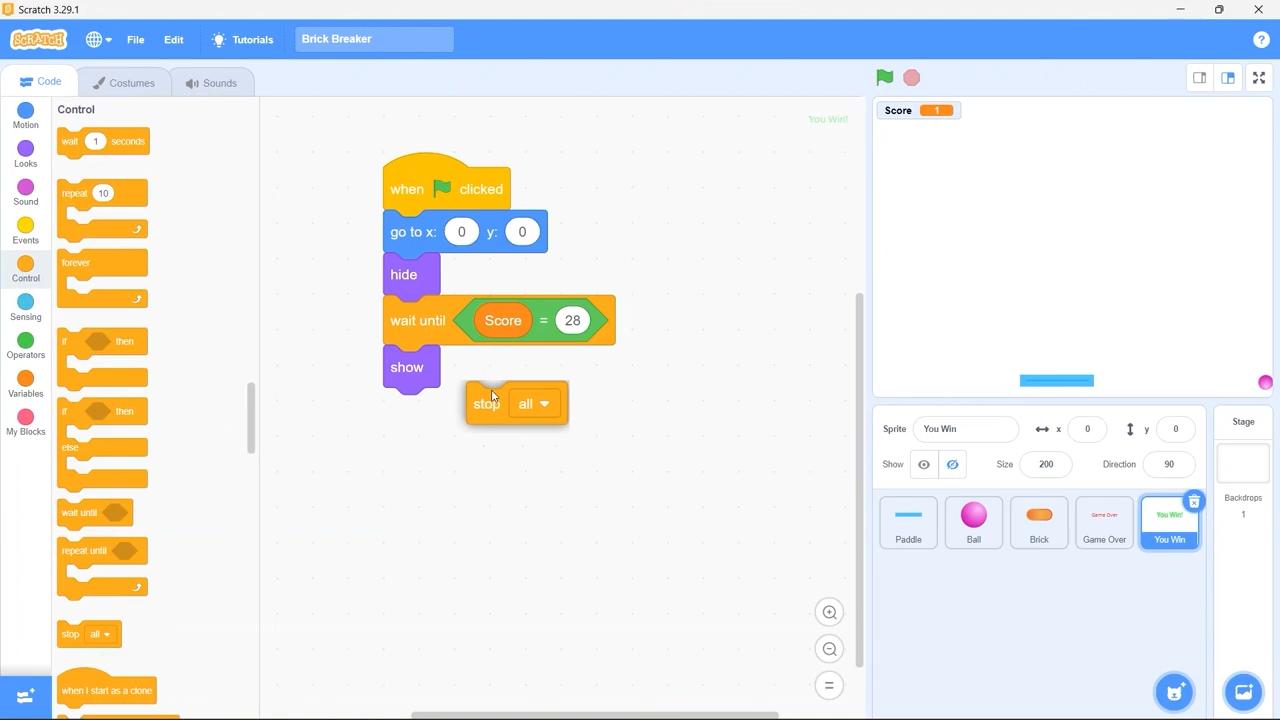 Scratch 3.29.1
SCRATCH File Edit Tutorials Brick Breaker ?
Code Costumes Sounds
Motion
Looks
Sound
Events
Control
Sensing
Operators
Variables
My Blocks
Control
wait 1 seconds
repeat 10
forever
if then
if then
else
wait until
repeat until
stop all
when I start as a clone
You Win!
when clicked
go to x: 0 y: 0
hide
wait until Score = 28
show
stop all
Score 1
Sprite You Win x 0 y 0
Show Size 200 Direction 90
Paddle
Ball
Brick
Game Over
Game Over
You Win!
You Win
Stage
Backdrops
1